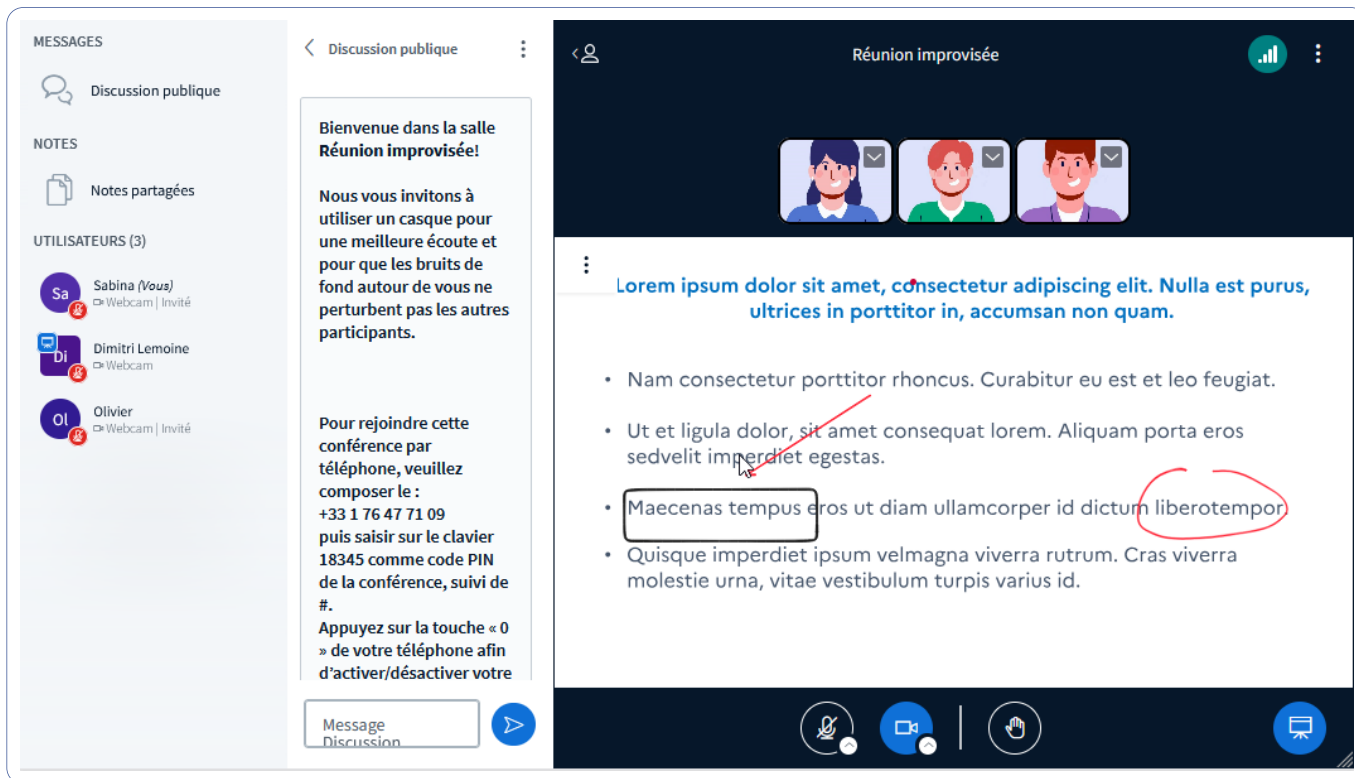 MESSAGES
Discussion publique
NOTES
Notes partagées
UTILISATEURS (3)
Sa
Sabina (Vous)
Webcam | Invité
Di
Dimitri Lemoine
Webcam
Ol
Olivier
Webcam | Invité
Discussion publique
Bienvenue dans la salle
Réunion improvisée!
Nous vous invitons à
utiliser un casque pour
une meilleure écoute et
pour que les bruits de
fond autour de vous ne
perturbent pas les autres
participants.
Pour rejoindre cette
conférence par
téléphone, veuillez
composer le :
+33 1 76 47 71 09
puis saisir sur le clavier
18345 comme code PIN
de la conférence, suivi de
#.
Appuyez sur la touche « 0
» de votre téléphone afin
d'activer/désactiver votre
Message
Discussion
Réunion improvisée
Lorem ipsum dolor sit amet, consectetur adipiscing elit. Nulla est purus,
ultrices in porttitor in, accumsan non quam.
• Nam consectetur porttitor rhoncus. Curabitur eu est et leo feugiat.
• Ut et ligula dolor, sit amet consequat lorem. Aliquam porta eros
sedvelit imperdiet egestas.
• Maecenas tempus eros ut diam ullamcorper id dictum liberotempor.
• Quisque imperdiet ipsum velmagna viverra rutrum. Cras viverra
molestie urna, vitae vestibulum turpis varius id.